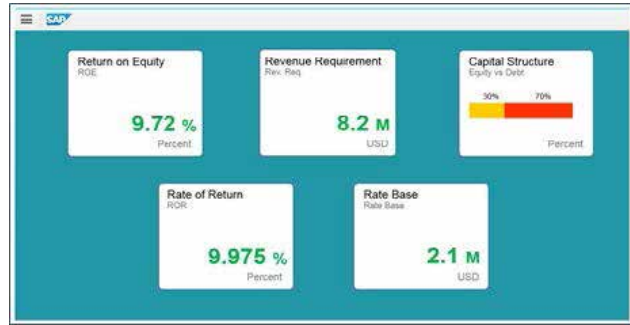 SAP
Return on Equity
ROE
9.72 %
Percent
Revenue Requirement
Rev. Req
8.2 M
USD
Capital Structure
Equity vs Debt
30% 70%
Percent
Rate of Return
ROR
9.975 %
Percent
Rate Base
Rate Base
2.1 M
USD